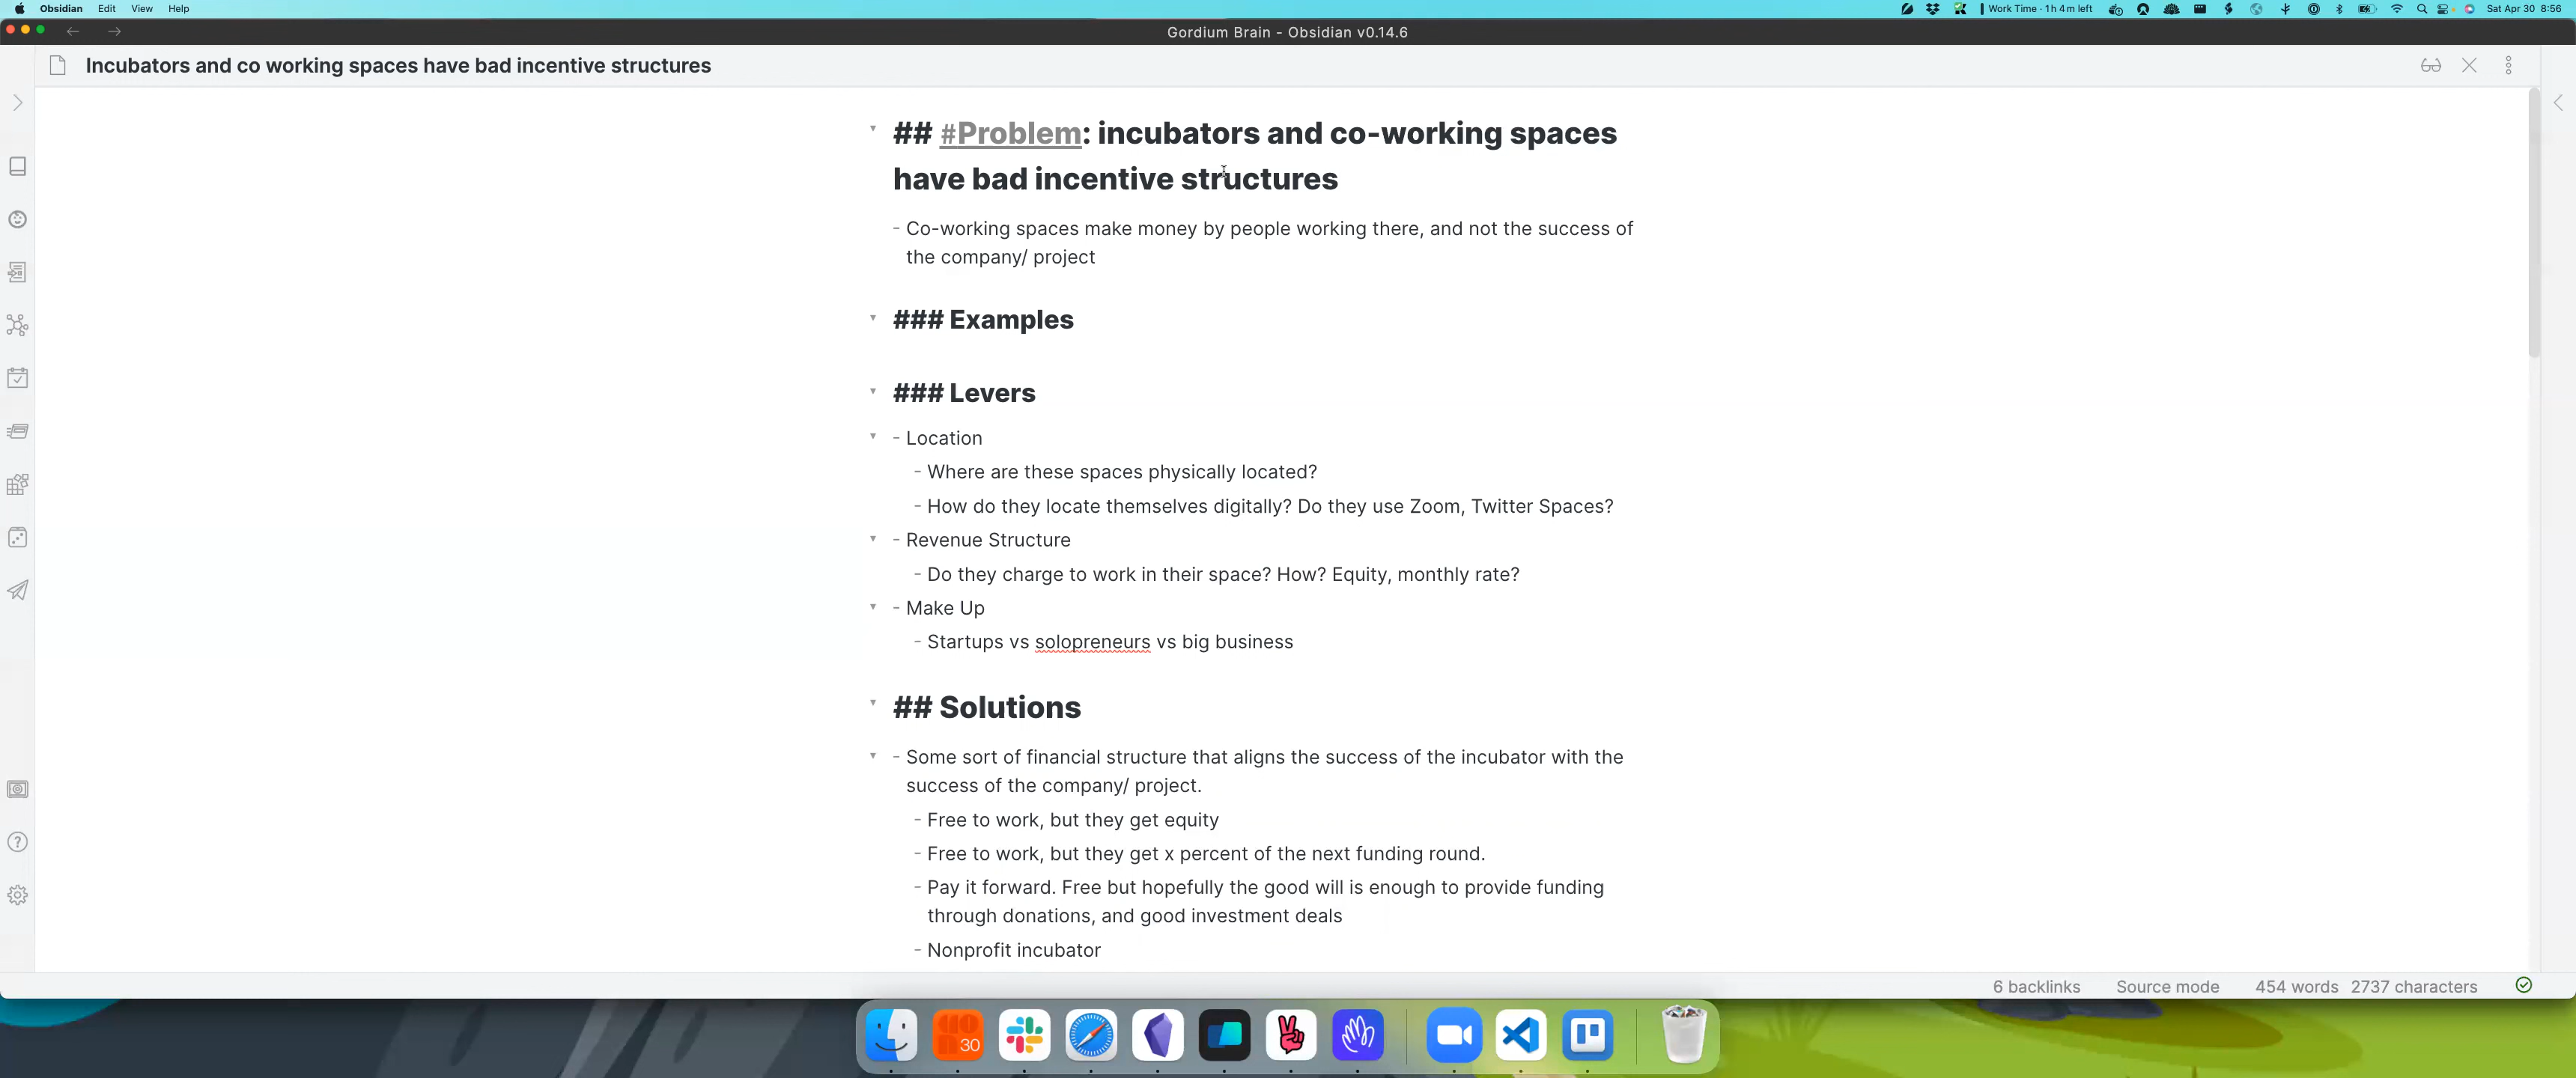 Obsidian Edit View Help
Work Time · 1h 4m left
Sat Apr 30 8:56
Gordium Brain - Obsidian v0.14.6
Incubators and co working spaces have bad incentive structures
## #Problem: incubators and co-working spaces
have bad incentive structures
- Co-working spaces make money by people working there, and not the success of
the company/ project
### Examples
### Levers
- Location
- Where are these spaces physically located?
- How do they locate themselves digitally? Do they use Zoom, Twitter Spaces?
- Revenue Structure
- Do they charge to work in their space? How? Equity, monthly rate?
- Make Up
- Startups vs solopreneurs vs big business
## Solutions
- Some sort of financial structure that aligns the success of the incubator with the
success of the company/ project.
- Free to work, but they get equity
- Free to work, but they get x percent of the next funding round.
- Pay it forward. Free but hopefully the good will is enough to provide funding
through donations, and good investment deals
- Nonprofit incubator
6 backlinks Source mode 454 words 2737 characters
30